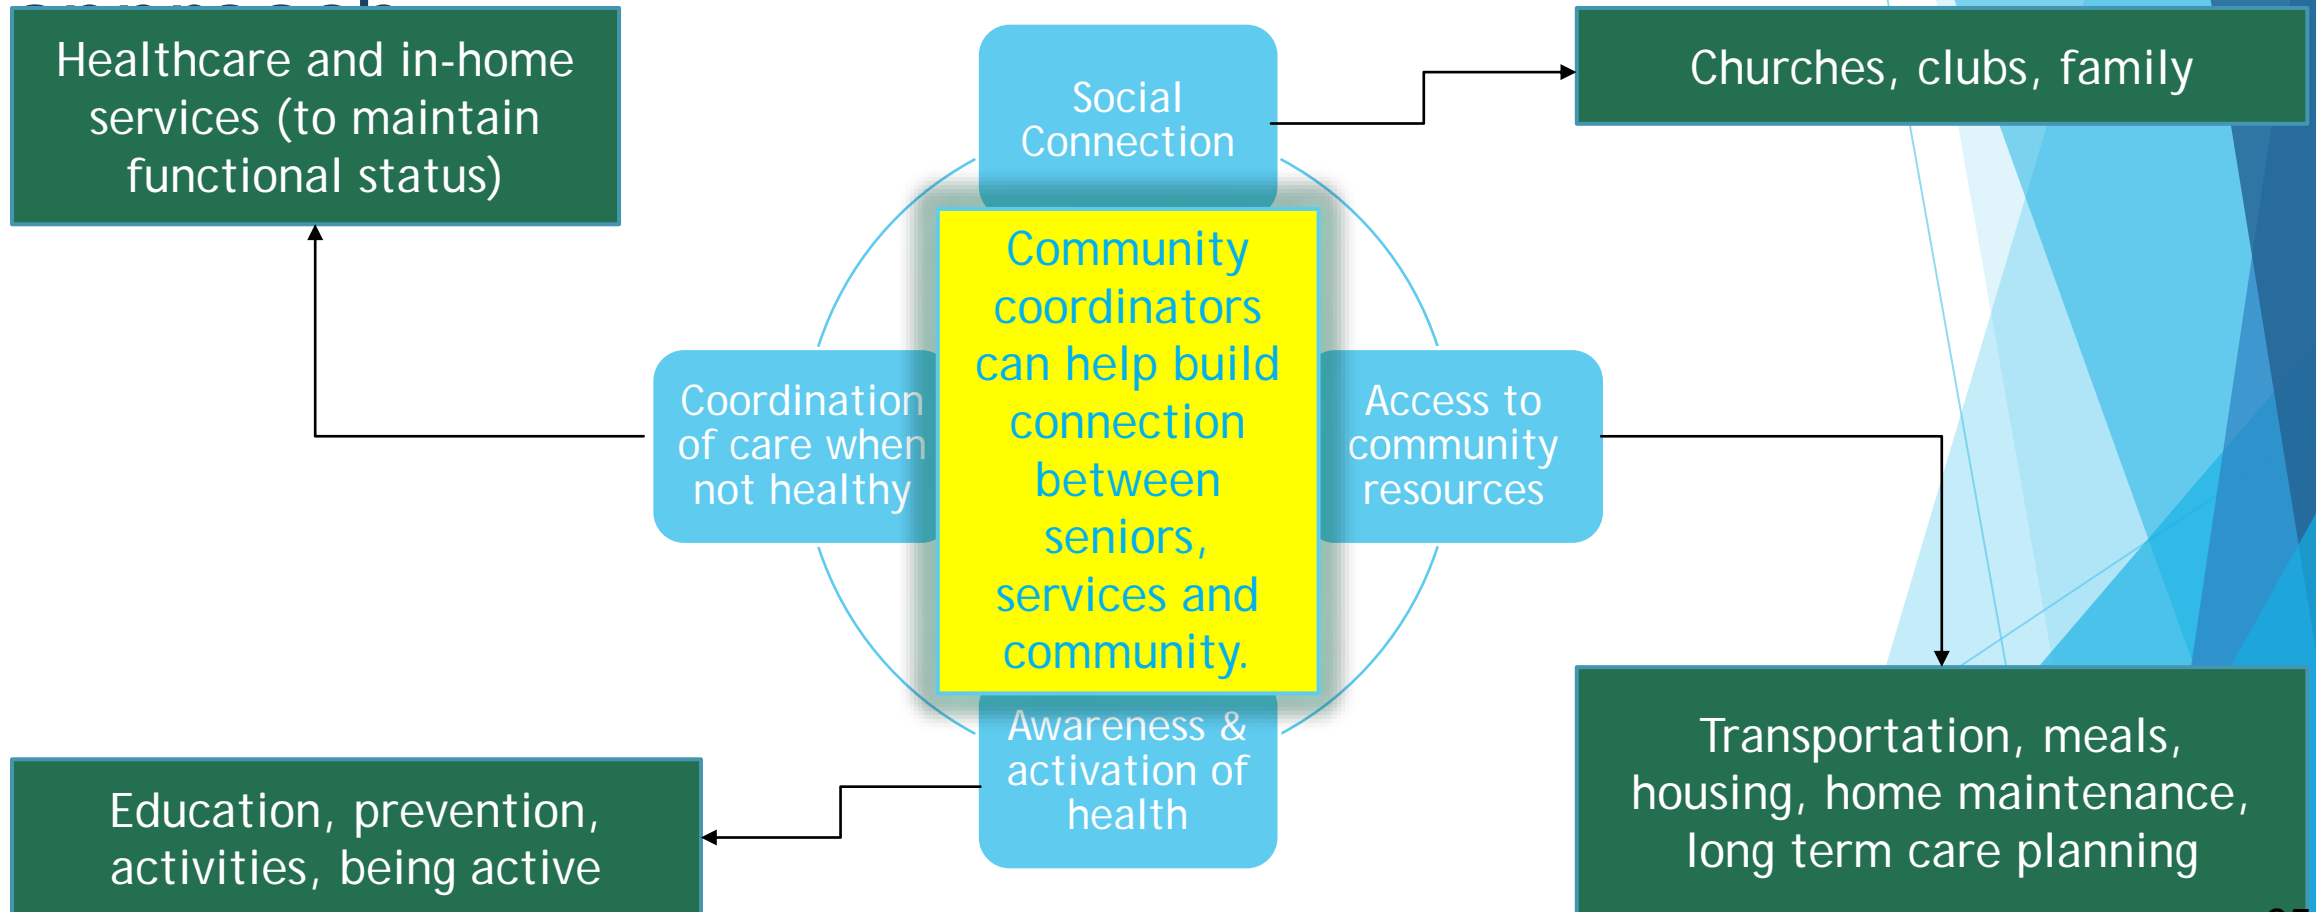 Healthcare and in-home
services (to maintain
functional status)
Social
Connection
Churches, clubs, family
Community
coordinators
can help build
connection
between
seniors,
services and
community.
Coordination
of care when
not healthy
Access to
community
resources
Awareness &
activation of
health
Education, prevention,
activities, being active
Transportation, meals,
housing, home maintenance,
long term care planning